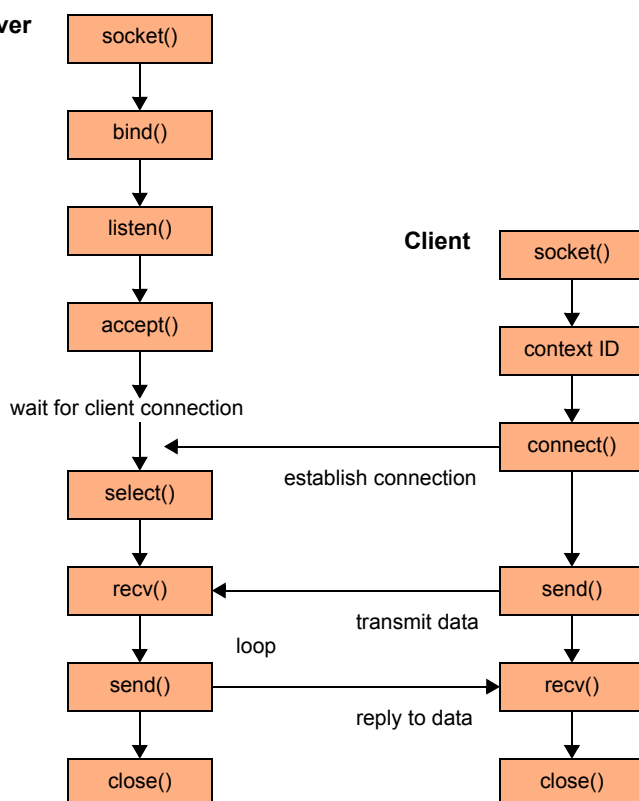 ver
socket()
bind()
listen()
accept()
wait for client connection
select()
recv()
send()
close()
Client
socket()
context ID
connect()
establish connection
send()
transmit data
loop
recv()
reply to data
close()